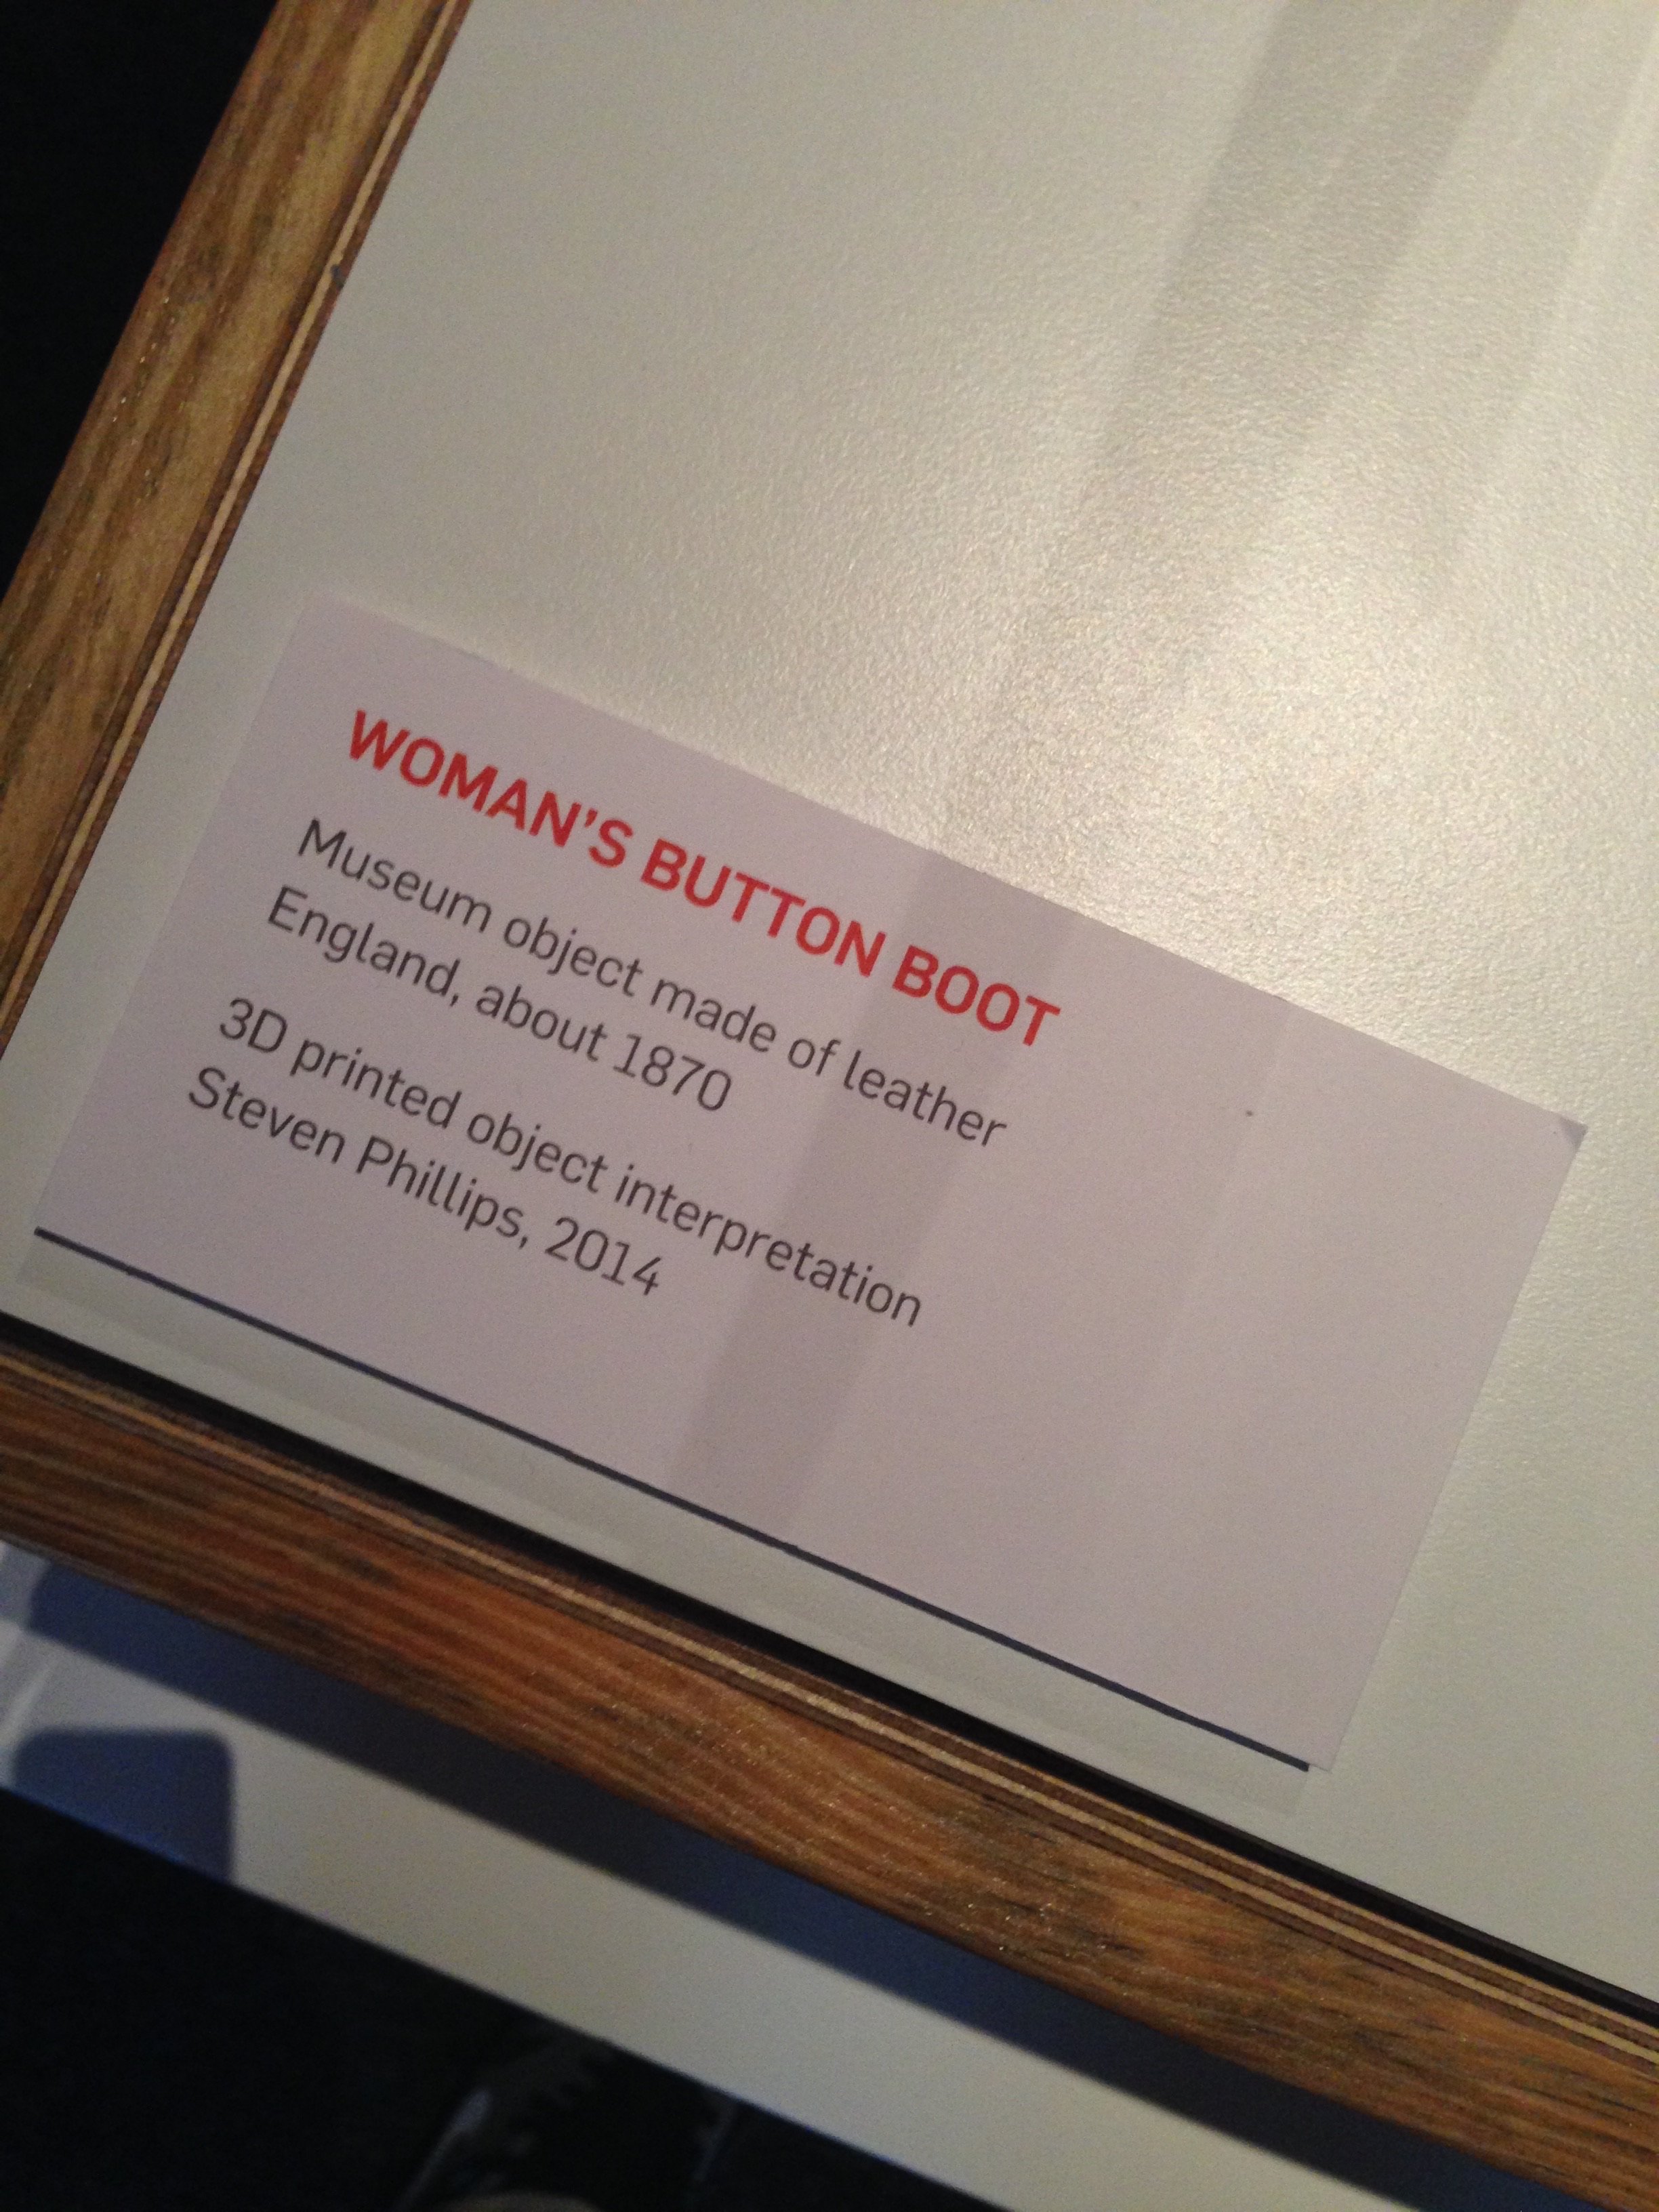 WOMAN'S BUTTON BOOT
Museum object made of leather
England, about 1870
3D printed object interpretation
Steven Phillips, 2014